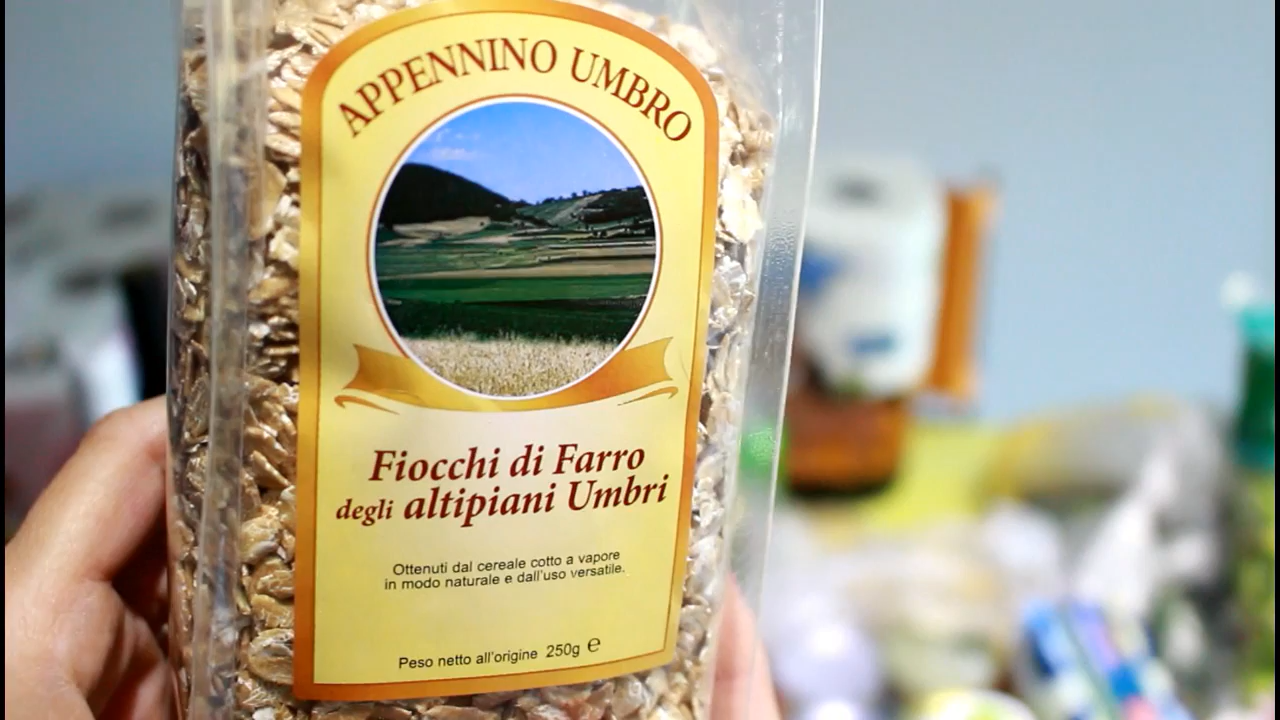 APPENNINO UMBRO
Fiocchi di Farro
degli altipiani Umbri
Ottenuti dal cereale cotto a vapore
in modo naturale e dall'uso versatile.
Peso netto all'origine 250g ℮